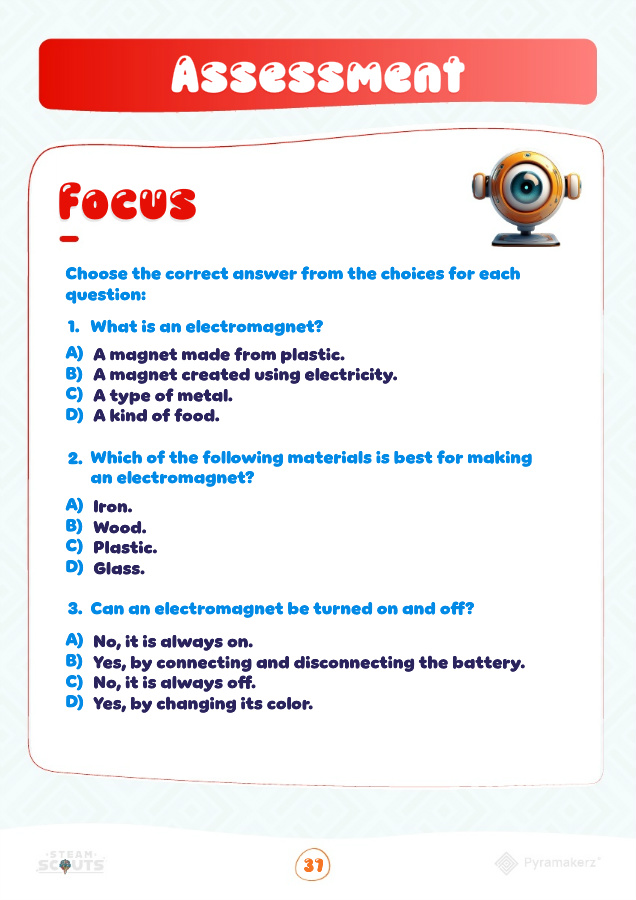 Assessment
Focus
Choose the correct answer from the choices for each
question:
1. What is an electromagnet?
A) A magnet made from plastic.
B) A magnet created using electricity.
C) A type of metal.
D) A kind of food.
2. Which of the following materials is best for making
an electromagnet?
A) Iron.
B) Wood.
C) Plastic.
D) Glass.
3. Can an electromagnet be turned on and off?
A) No, it is always on.
B) Yes, by connecting and disconnecting the battery.
C) No, it is always off.
D) Yes, by changing its color.
STEAM
SCOUTS
37
Pyramakerz